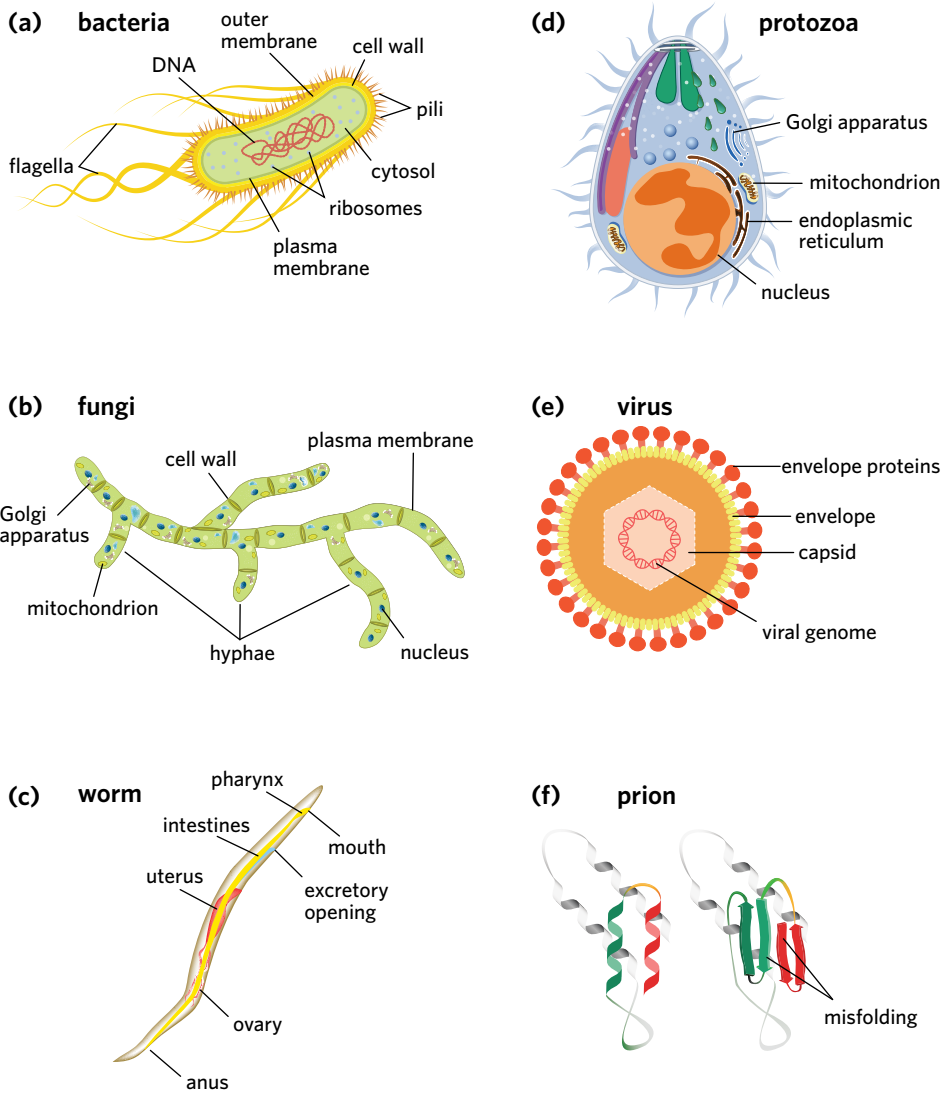 (a) bacteria
outer
membrane
cell wall
DNA
pili
flagella
cytosol
ribosomes
plasma
membrane
(d) protozoa
Golgi apparatus
mitochondrion
endoplasmic
reticulum
nucleus
(b) fungi
plasma membrane
cell wall
Golgi
apparatus
mitochondrion
hyphae
nucleus
(e) virus
envelope proteins
envelope
capsid
viral genome
(c) worm
pharynx
intestines
mouth
uterus
excretory
opening
ovary
anus
(f) prion
misfolding